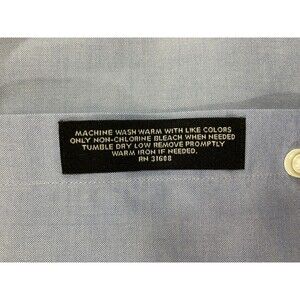 MACHINE WASH WARM WITH LIKE COLORS
ONLY NON-CHLORINE BLEACH WHEN NEEDED
TUMBLE DRY LOW REMOVE PROMPTLY
WARM IRON IF NEEDED.
RN 31608